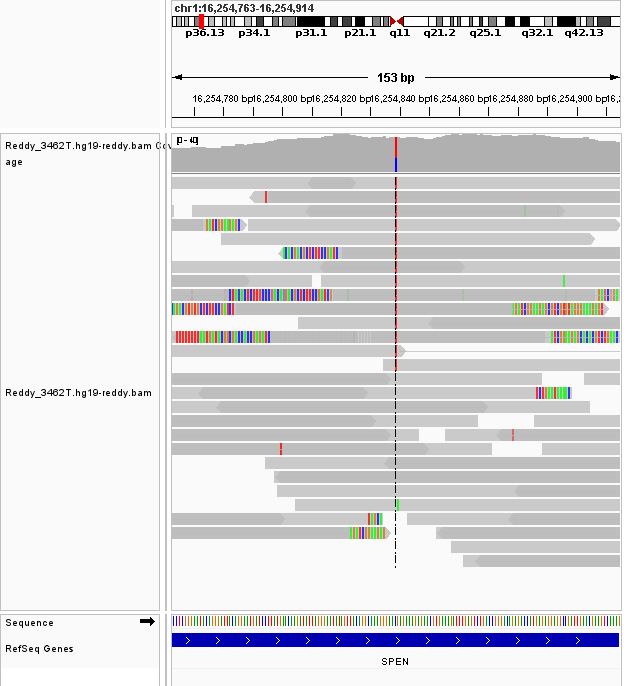 chr1:16,254,763-16,254,914
p36.13 p34.1 p31.1 p21.1 q11 q21.2 q25.1 q32.1 q42.13
153 bp
16,254,780 bp 16,254,800 bp 16,254,820 bp 16,254,840 bp 16,254,860 bp 16,254,880 bp 16,254,900 bp 16,2
Reddy_3462T.hg19-reddy.bam Cov
age
Reddy_3462T.hg19-reddy.bam
Sequence
RefSeq Genes
SPEN